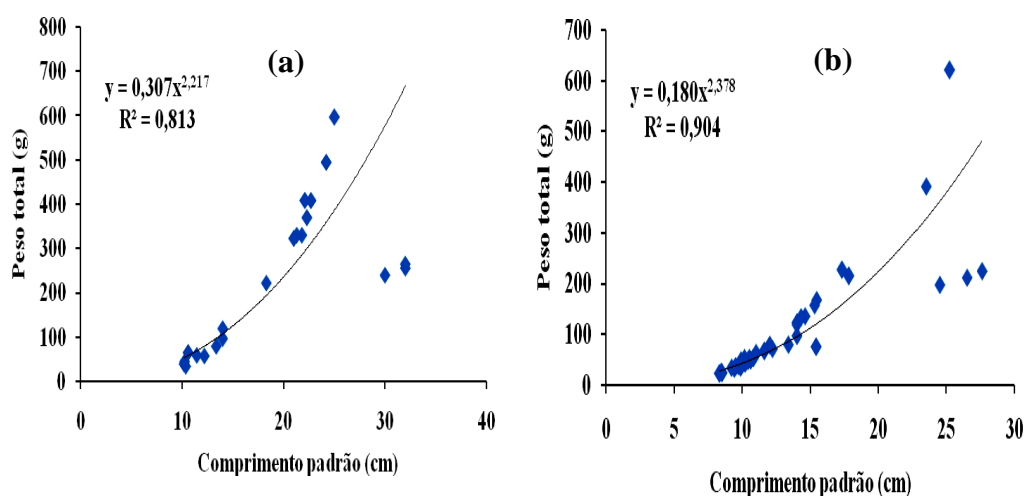 (a)
y = 0,307x^2,217
R² = 0,813
Peso total (g)
800
700
600
500
400
300
200
100
0
0 10 20 30 40
Comprimento padrão (cm)
(b)
y = 0,180x^2,378
R² = 0,904
Peso total (g)
700
600
500
400
300
200
100
0
0 5 10 15 20 25 30
Comprimento padrão (cm)